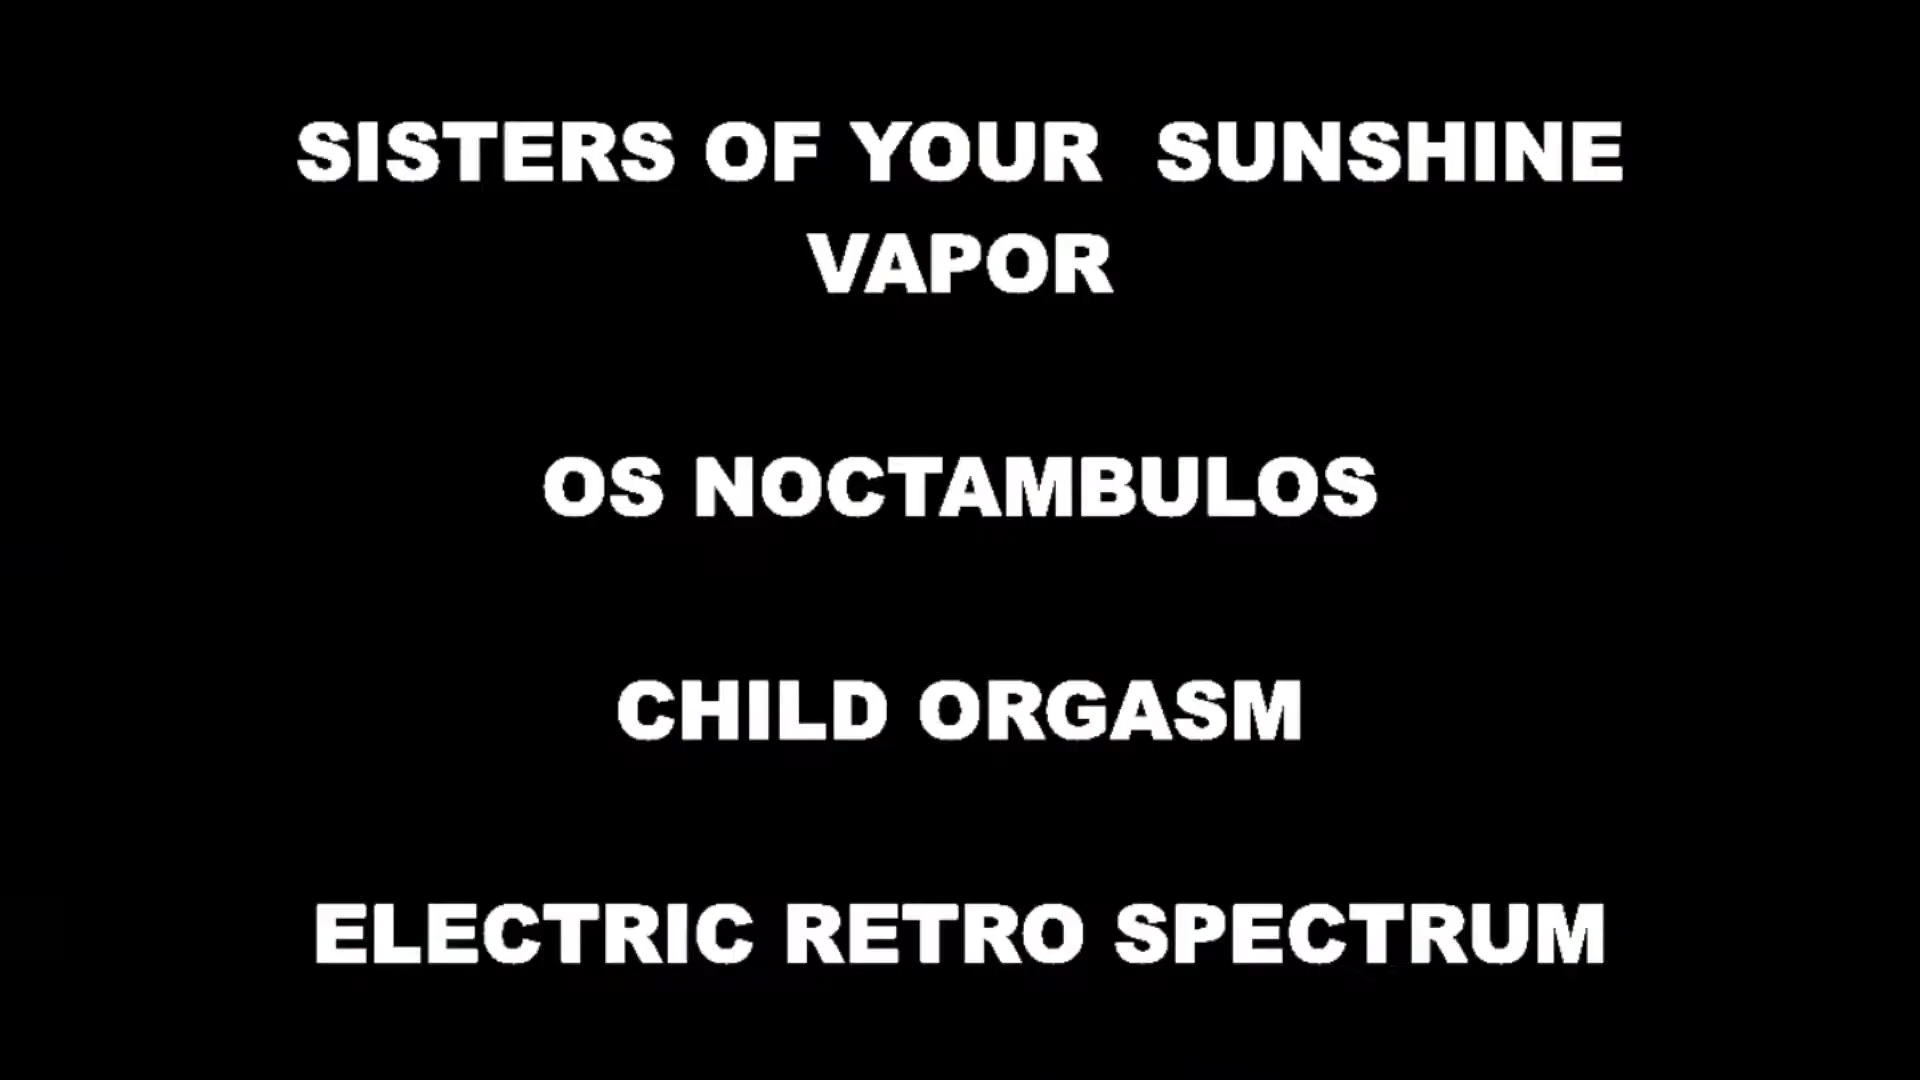 SISTERS OF YOUR  SUNSHINE
VAPOR
OS NOCTAMBULOS
CHILD ORGASM
ELECTRIC RETRO SPECTRUM